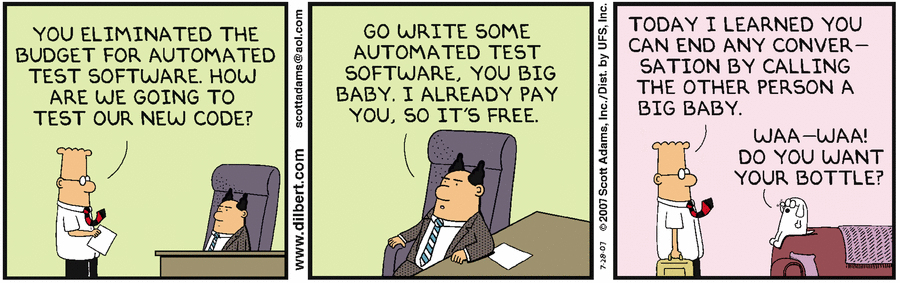 YOU ELIMINATED THE
BUDGET FOR AUTOMATED
TEST SOFTWARE. HOW
ARE WE GOING TO
TEST OUR NEW CODE?
www.dilbert.com scottadams@aol.com
GO WRITE SOME
AUTOMATED TEST
SOFTWARE, YOU BIG
BABY. I ALREADY PAY
YOU, SO IT'S FREE.
7-28-07 © 2007 Scott Adams, Inc./Dist. by UFS, Inc.
TODAY I LEARNED YOU
CAN END ANY CONVER-
SATION BY CALLING
THE OTHER PERSON A
BIG BABY.
WAA-WAA!
DO YOU WANT
YOUR BOTTLE?